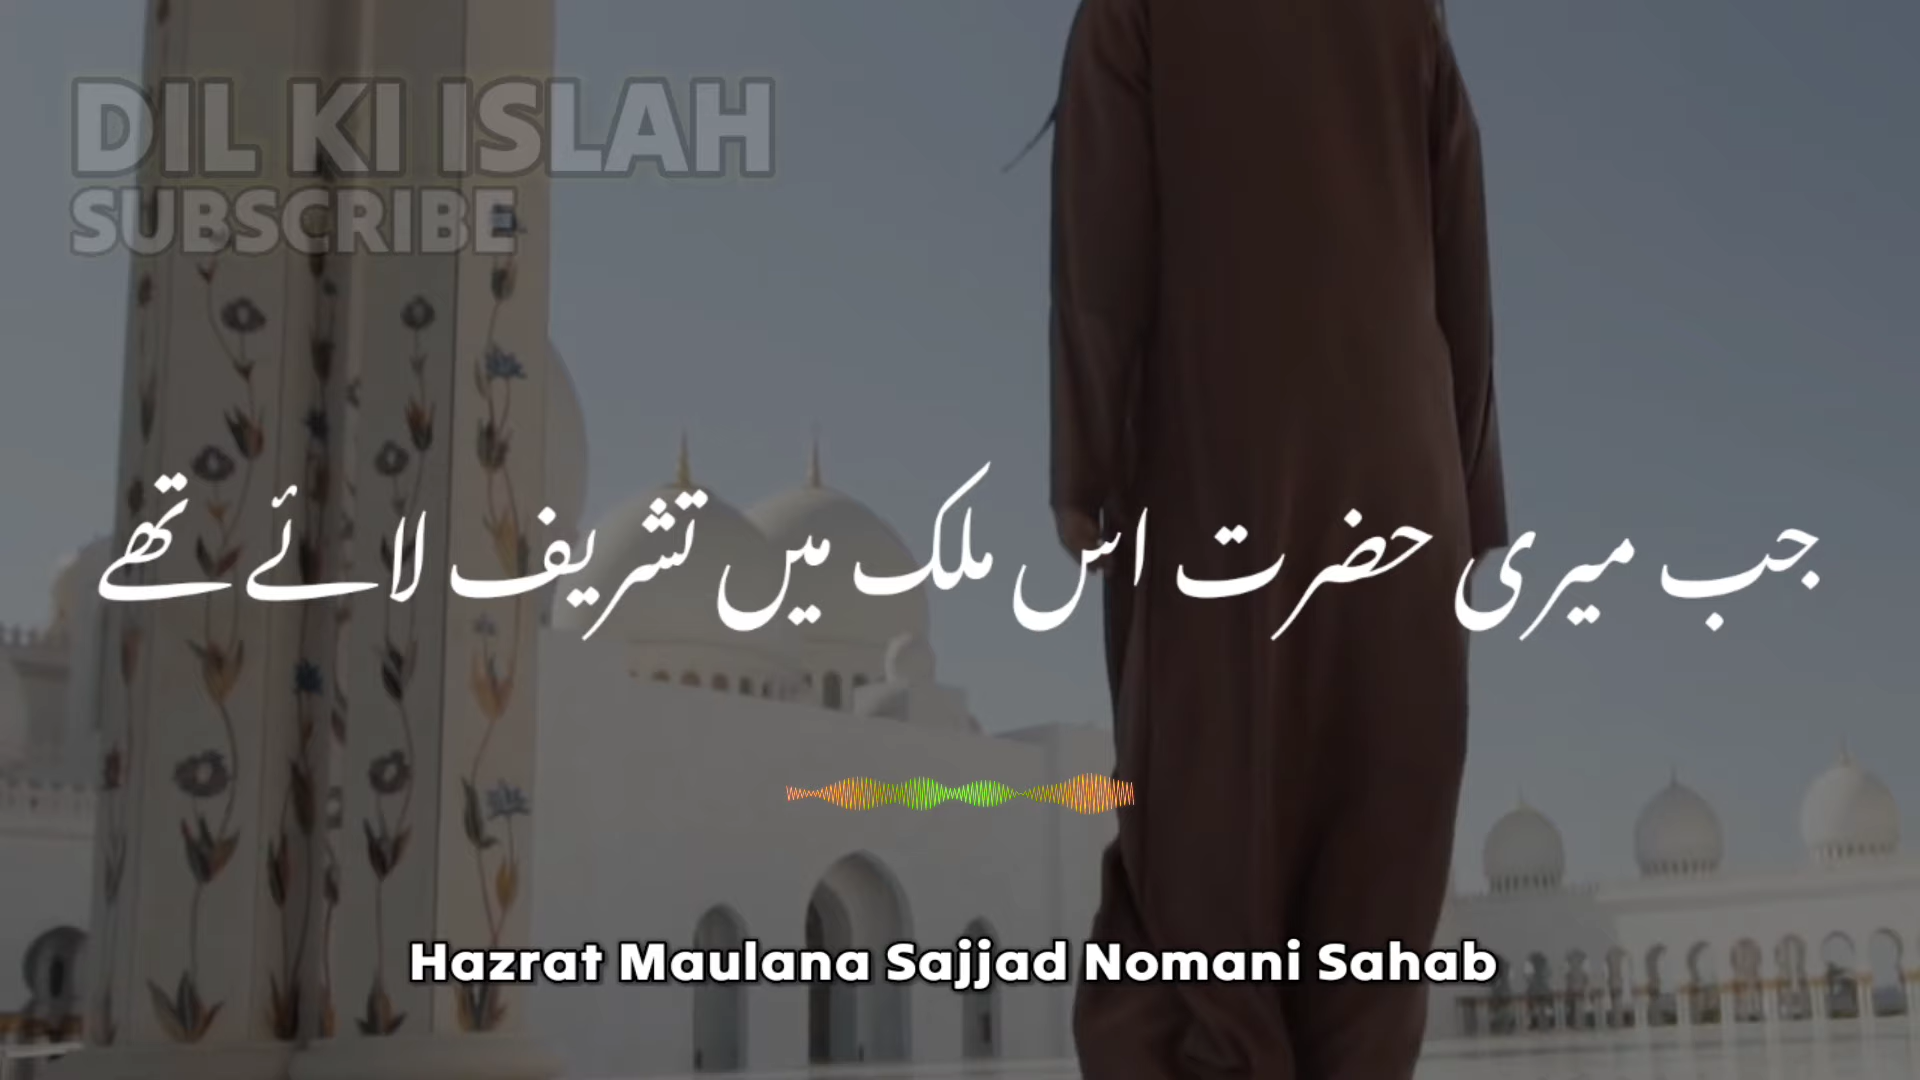 DIL KI ISLAH
SUBSCRIBE
جب میری حضرت اس ملک میں تشریف لائے تھے
Hazrat Maulana Sajjad Nomani Sahab